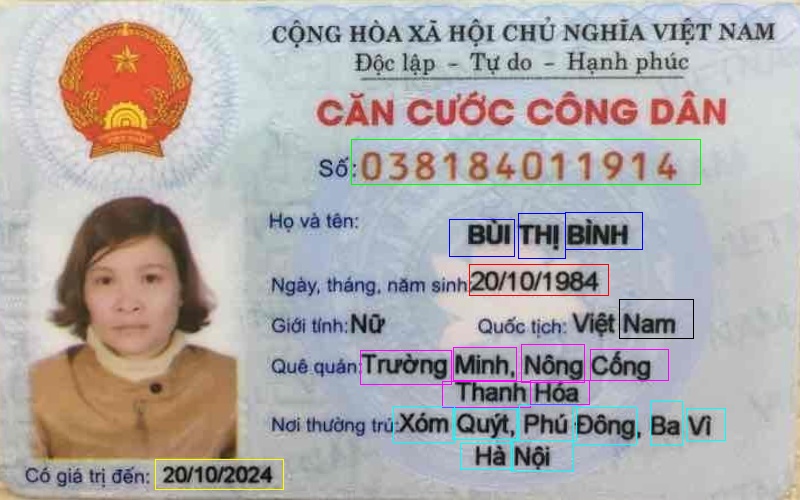 CỘNG HÒA XÃ HỘI CHỦ NGHĨA VIỆT NAM
Độc lập - Tự do - Hạnh phúc
CĂN CƯỚC CÔNG DÂN
Số: 038184011914
Họ và tên:
BÙI THỊ BÌNH
Ngày, tháng, năm sinh: 20/10/1984
Giới tính: Nữ Quốc tịch: Việt Nam
Quê quán: Trường Minh, Nông Cống
Thanh Hóa
Nơi thường trú: Xóm Quýt, Phú Đông, Ba Vì
Hà Nội
Có giá trị đến: 20/10/2024